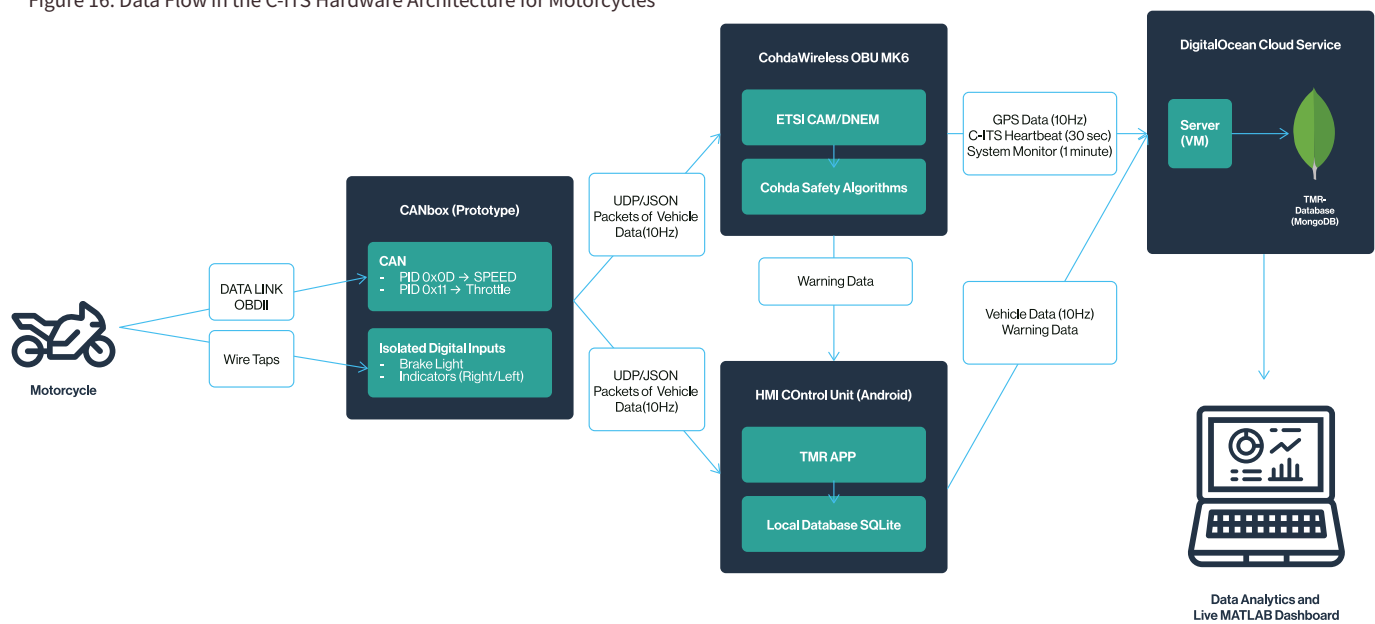 Figure 16: Data Flow in the C-ITS Hardware Architecture for Motorcycles
Motorcycle
DATA LINK
OBDII
Wire Taps
CANbox (Prototype)
CAN
- PID 0x0D → SPEED
- PID 0x11 → Throttle
Isolated Digital Inputs
- Brake Light
- Indicators (Right/Left)
UDP/JSON
Packets of Vehicle
Data(10Hz)
UDP/JSON
Packets of Vehicle
Data(10Hz)
CohdaWireless OBU MK6
ETSI CAM/DNEM
Cohda Safety Algorithms
Warning Data
HMI COntrol Unit (Android)
TMR APP
Local Database SQLite
GPS Data (10Hz)
C-ITS Heartbeat (30 sec)
System Monitor (1 minute)
Vehicle Data (10Hz)
Warning Data
DigitalOcean Cloud Service
Server
(VM)
TMR-
Database
(MongoDB)
Data Analytics and
Live MATLAB Dashboard